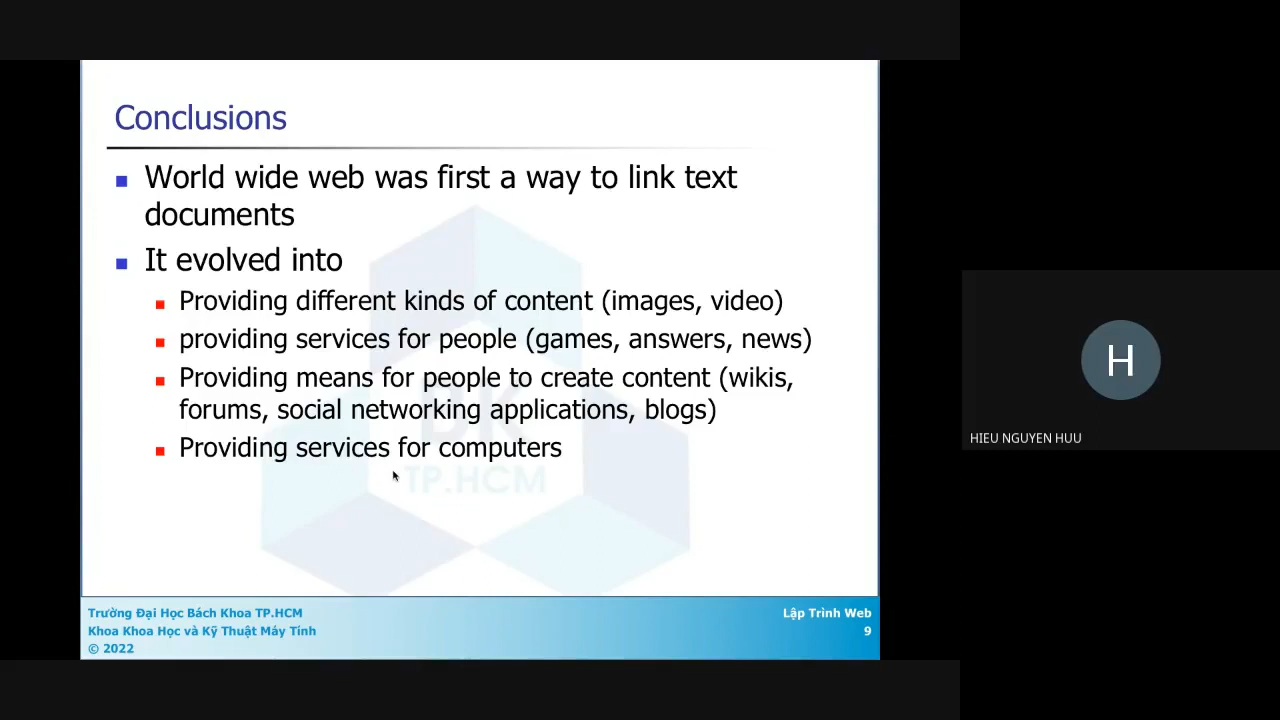 Conclusions
World wide web was first a way to link text
documents
It evolved into
Providing different kinds of content (images, video)
providing services for people (games, answers, news)
Providing means for people to create content (wikis,
forums, social networking applications, blogs)
Providing services for computers
BK
TP.HCM
Trường Đại Học Bách Khoa TP.HCM
Khoa Khoa Học và Kỹ Thuật Máy Tính
© 2022
Lập Trình Web
9
H
HIEU NGUYEN HUU